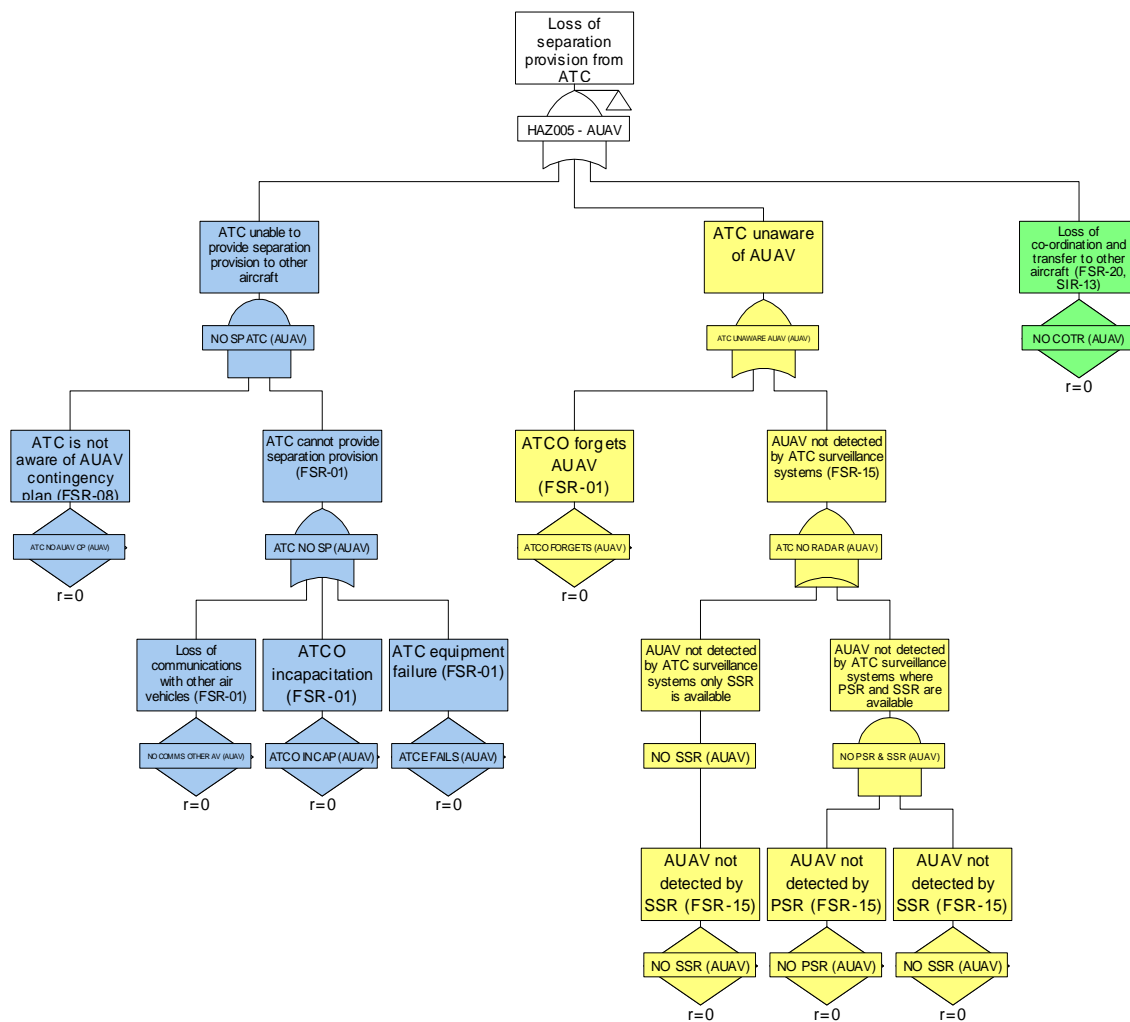 Loss of
separation
provision from
ATC
HAZ005 - AUAV
ATC unable to
provide separation
provision to other
aircraft
NO SP ATC (AUAV)
ATC unaware
of AUAV
ATC UNAWARE AUAV (AUAV)
Loss of
co-ordination and
transfer to other
aircraft (FSR-20,
SIR-13)
NO COTR (AUAV)
r=0
ATC is not
aware of AUAV
contingency
plan (FSR-08)
ATC NO AUAV CP (AUAV)
r=0
ATC cannot provide
separation provision
(FSR-01)
ATC NO SP (AUAV)
ATCO forgets
AUAV
(FSR-01)
ATCO FORGETS (AUAV)
r=0
AUAV not detected
by ATC surveillance
systems (FSR-15)
ATC NO RADAR (AUAV)
Loss of
communications
with other air
vehicles (FSR-01)
NO COMMS OTHER AV (AUAV)
r=0
ATCO
incapacitation
(FSR-01)
ATCO INCAP (AUAV)
r=0
ATC equipment
failure (FSR-01)
ATCE FAILS (AUAV)
r=0
AUAV not detected
by ATC surveillance
systems only SSR
is available
NO SSR (AUAV)
AUAV not
detected by ATC surveillance
systems where
PSR and SSR are
available
NO PSR & SSR (AUAV)
AUAV not
detected by
SSR (FSR-15)
NO SSR (AUAV)
r=0
AUAV not
detected by
PSR (FSR-15)
NO PSR (AUAV)
r=0
AUAV not
detected by
SSR (FSR-15)
NO SSR (AUAV)
r=0